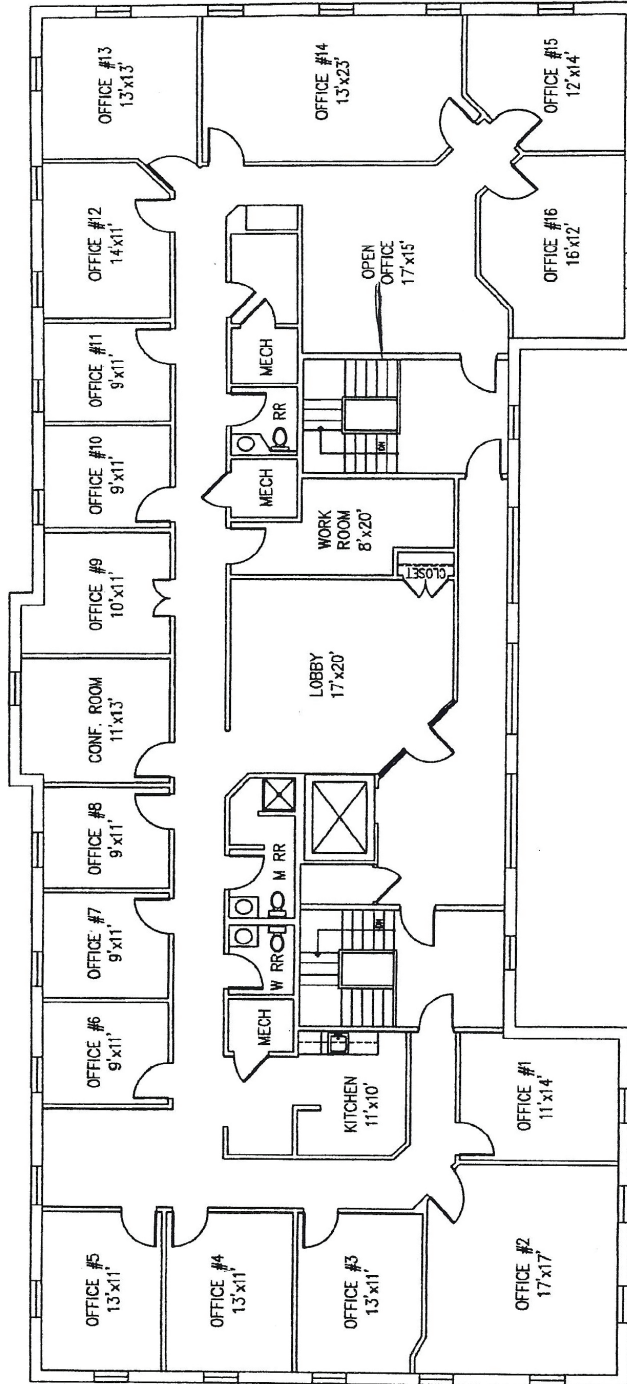 OFFICE #13
13'x13'
OFFICE #14
13'x23'
OFFICE #15
12'x14'
OFFICE #12
14'x11'
OFFICE #16
16'x12'
OPEN
OFFICE
17'x15'
OFFICE #11
9'x11'
MECH
RR
OFFICE #10
9'x11'
MECH
DN
WORK
ROOM
8'x20'
CLOSET
OFFICE #9
10'x11'
LOBBY
17'x20'
CONF. ROOM
11'x13'
OFFICE #8
9'x11'
M RR
OFFICE #7
9'x11'
W RR
DN
OFFICE #6
9'x11'
MECH
KITCHEN
11'x10'
OFFICE #1
11'x14'
OFFICE #5
13'x11'
OFFICE #4
13'x11'
OFFICE #3
13'x11'
OFFICE #2
17'x17'